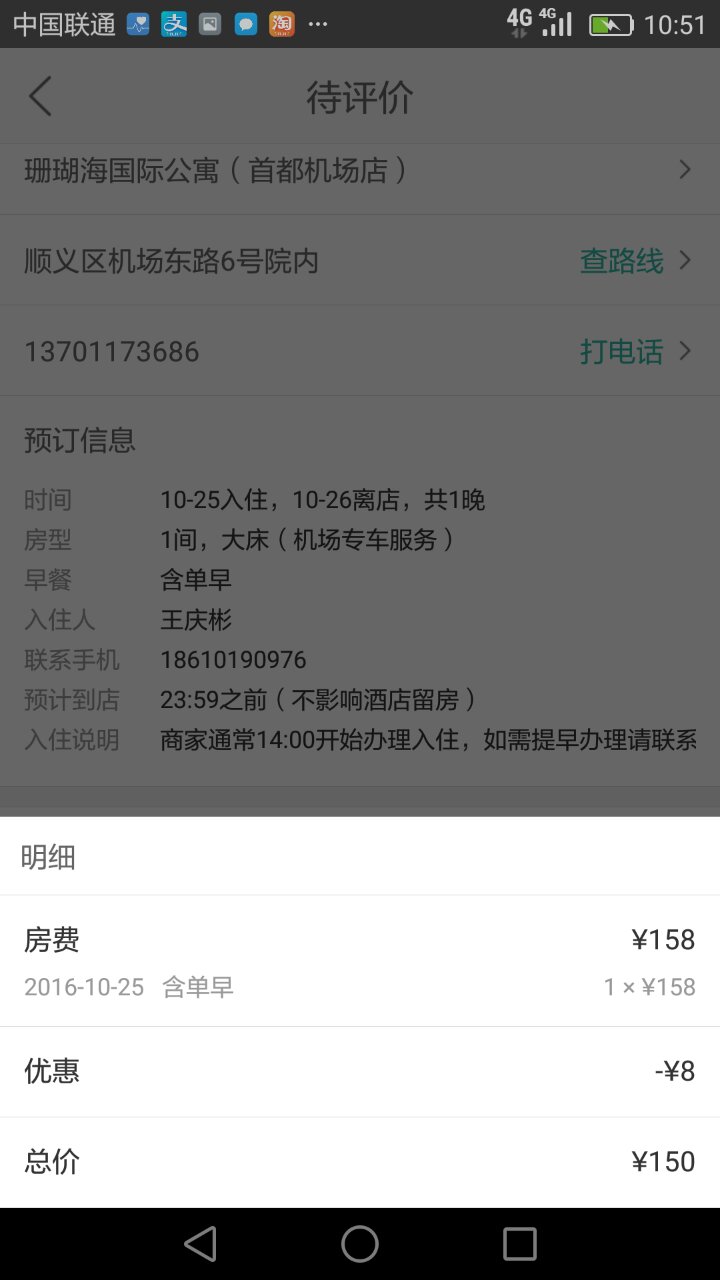 中国联通 淘 ··· 4G 4G 10:51
待评价
珊瑚海国际公寓（首都机场店）
顺义区机场东路6号院内 查路线
13701173686 打电话
预订信息
时间 10-25入住，10-26离店，共1晚
房型 1间，大床（机场专车服务）
早餐 含单早
入住人 王庆彬
联系手机 18610190976
预计到店 23:59之前（不影响酒店留房）
入住说明 商家通常14:00开始办理入住，如需提早办理请联系
明细
房费 ¥158
2016-10-25 含单早 1 × ¥158
优惠 -¥8
总价 ¥150